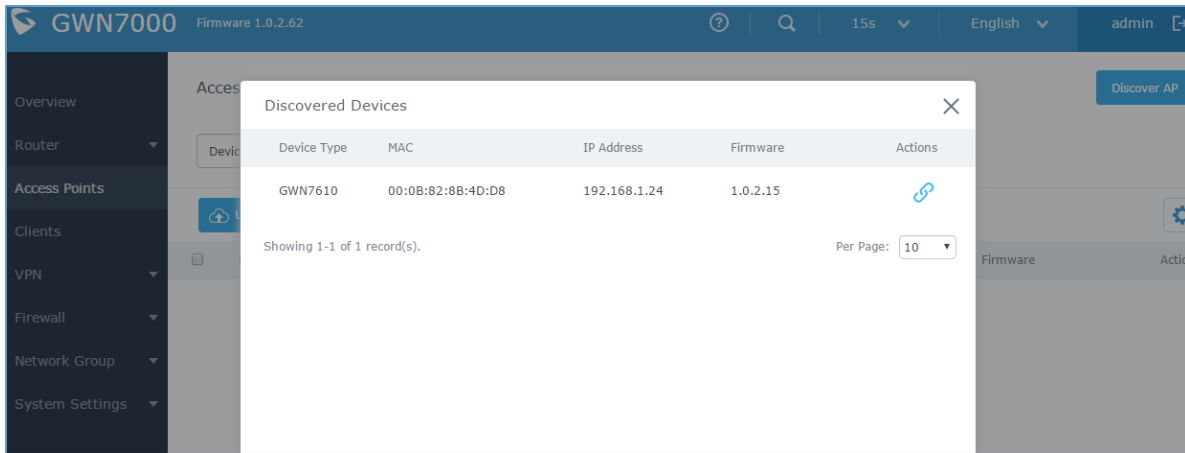 GWN7000 Firmware 1.0.2.62 15s English admin
Overview
Router
Access Points
Clients
VPN
Firewall
Network Group
System Settings
Acces
Discover AP
Devic
Discovered Devices
Device Type MAC IP Address Firmware Actions
GWN7610 00:0B:82:8B:4D:D8 192.168.1.24 1.0.2.15
Showing 1-1 of 1 record(s). Per Page: 10
Firmware Actio